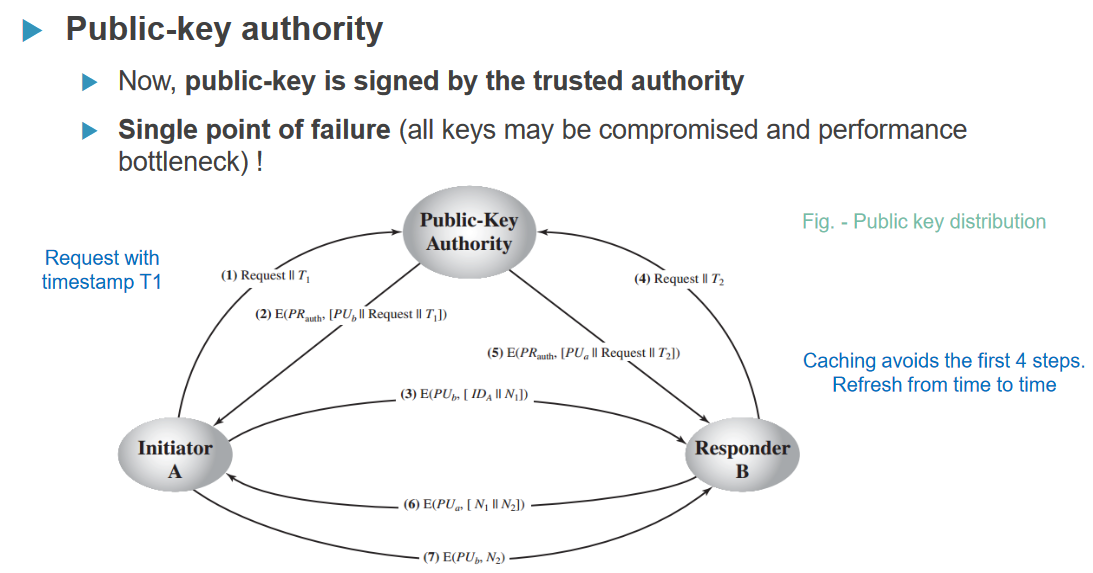 Public-key authority
Now, public-key is signed by the trusted authority
Single point of failure (all keys may be compromised and performance
bottleneck) !
Public-Key
Authority
Fig. - Public key distribution
Request with
timestamp T1
(1) Request || T₁
(4) Request || T₂
(2) E(PRauth, [PUb || Request || T₁])
(5) E(PRauth, [PUa || Request || T₂])
Caching avoids the first 4 steps.
Refresh from time to time
(3) E(PUb, [ IDA || N₁])
Initiator
A
Responder
B
(6) E(PUa, [ N₁ || N₂])
(7) E(PUb, N₂)